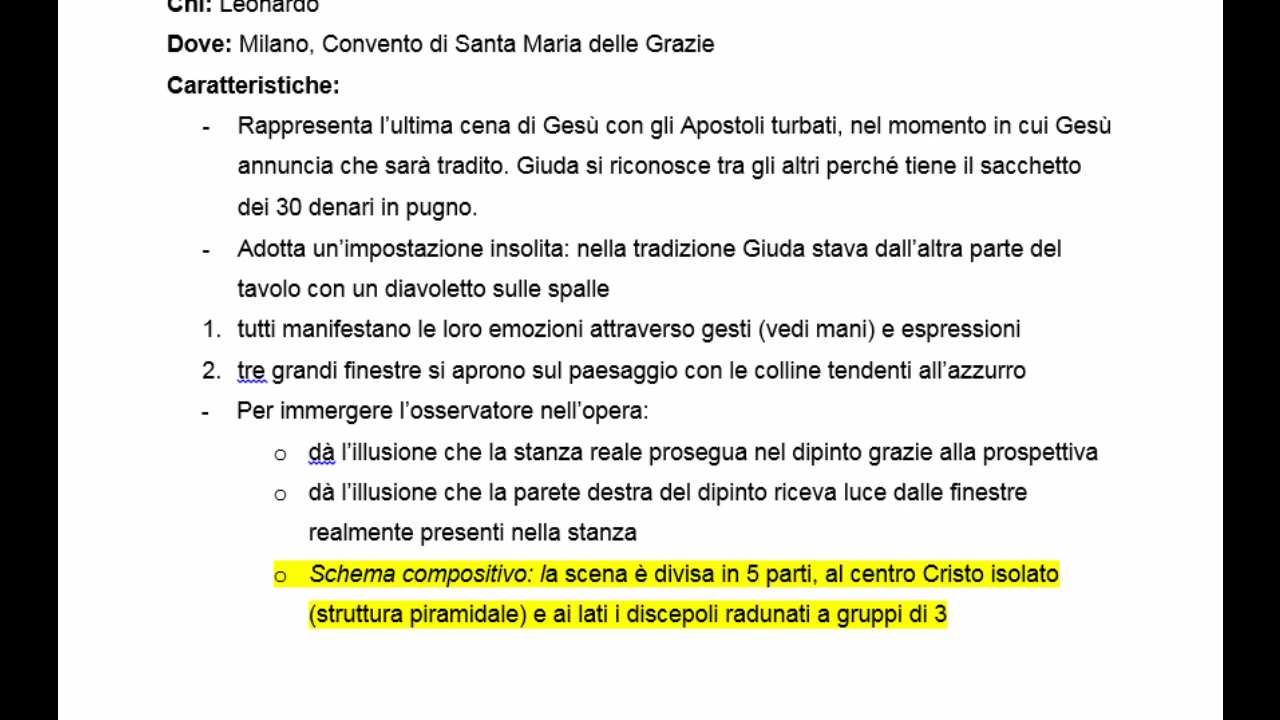 Chi: Leonardo
Dove: Milano, Convento di Santa Maria delle Grazie
Caratteristiche:
- Rappresenta l’ultima cena di Gesù con gli Apostoli turbati, nel momento in cui Gesù
annuncia che sarà tradito. Giuda si riconosce tra gli altri perché tiene il sacchetto
dei 30 denari in pugno.
- Adotta un’impostazione insolita: nella tradizione Giuda stava dall’altra parte del
tavolo con un diavoletto sulle spalle
1. tutti manifestano le loro emozioni attraverso gesti (vedi mani) e espressioni
2. tre grandi finestre si aprono sul paesaggio con le colline tendenti all’azzurro
- Per immergere l’osservatore nell’opera:
o dà l’illusione che la stanza reale prosegua nel dipinto grazie alla prospettiva
o dà l’illusione che la parete destra del dipinto riceva luce dalle finestre
realmente presenti nella stanza
o Schema compositivo: la scena è divisa in 5 parti, al centro Cristo isolato
(struttura piramidale) e ai lati i discepoli radunati a gruppi di 3